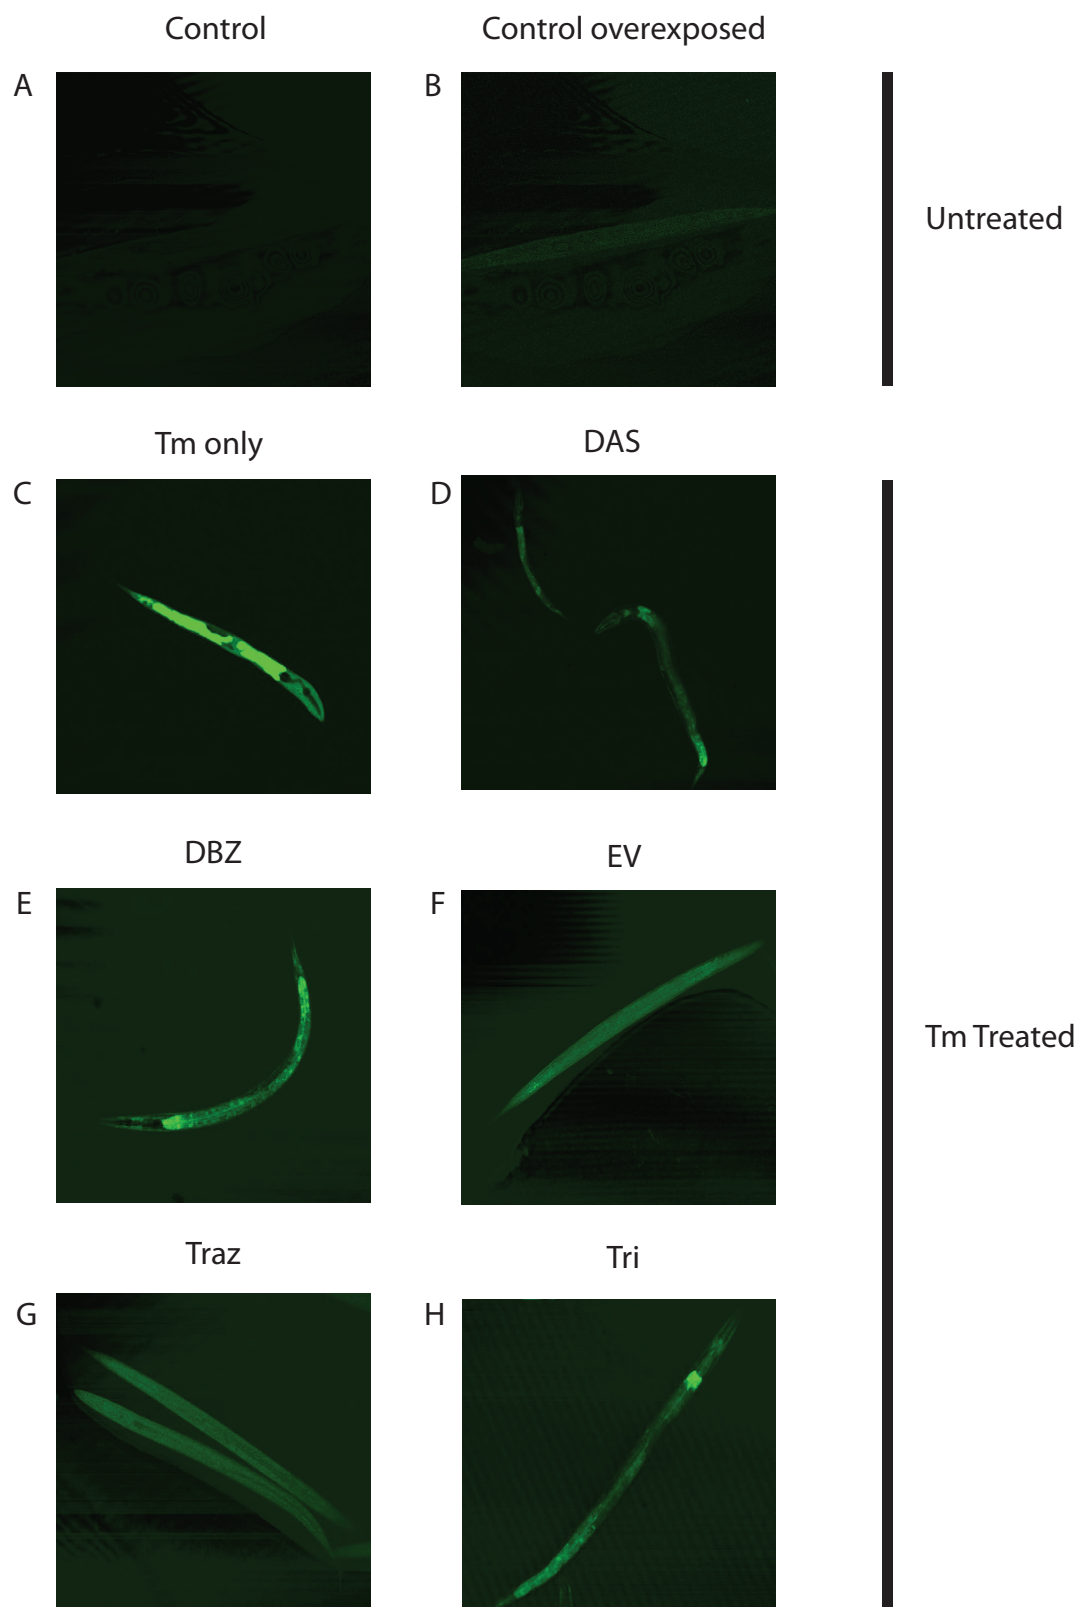 Control
Control overexposed
A
B
Untreated
Tm only
DAS
C
D
DBZ
EV
E
F
Tm Treated
Traz
Tri
G
H